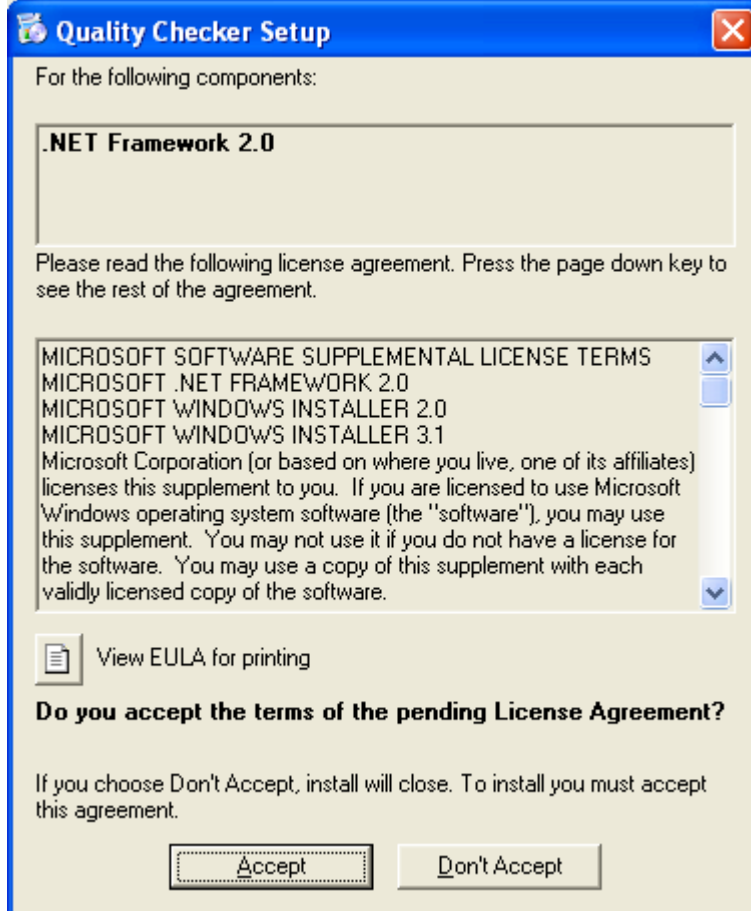 Quality Checker Setup
For the following components:
.NET Framework 2.0
Please read the following license agreement. Press the page down key to
see the rest of the agreement.
MICROSOFT SOFTWARE SUPPLEMENTAL LICENSE TERMS
MICROSOFT .NET FRAMEWORK 2.0
MICROSOFT WINDOWS INSTALLER 2.0
MICROSOFT WINDOWS INSTALLER 3.1
Microsoft Corporation (or based on where you live, one of its affiliates)
licenses this supplement to you.  If you are licensed to use Microsoft
Windows operating system software (the "software"), you may use
this supplement.  You may not use it if you do not have a license for
the software.  You may use a copy of this supplement with each
validly licensed copy of the software.
View EULA for printing
Do you accept the terms of the pending License Agreement?
If you choose Don't Accept, install will close. To install you must accept
this agreement.
Accept Don't Accept